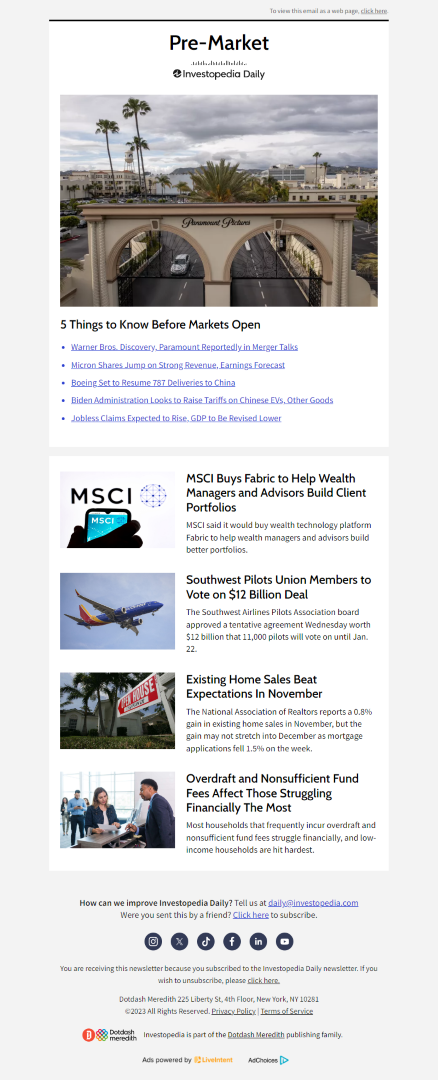 To view this email as a web page, click here.
Pre-Market
Investopedia Daily
Paramount Pictures
5 Things to Know Before Markets Open
Warner Bros. Discovery, Paramount Reportedly in Merger Talks
Micron Shares Jump on Strong Revenue, Earnings Forecast
Boeing Set to Resume 787 Deliveries to China
Biden Administration Looks to Raise Tariffs on Chinese EVs, Other Goods
Jobless Claims Expected to Rise, GDP to Be Revised Lower
MSCI
MSCI
MSCI Buys Fabric to Help Wealth
Managers and Advisors Build Client
Portfolios
MSCI said it would buy wealth technology platform
Fabric to help wealth managers and advisors build
better portfolios.
Southwest Pilots Union Members to
Vote on $12 Billion Deal
The Southwest Airlines Pilots Association board
approved a tentative agreement Wednesday worth
$12 billion that 11,000 pilots will vote on until Jan.
22.
OPEN HOUSE
Existing Home Sales Beat
Expectations In November
The National Association of Realtors reports a 0.8%
gain in existing home sales in November, but the
gain may not stretch into December as mortgage
applications fell 1.5% on the week.
Overdraft and Nonsufficient Fund
Fees Affect Those Struggling
Financially The Most
Most households that frequently incur overdraft and
nonsufficient fund fees struggle financially, and low-
income households are hit hardest.
How can we improve Investopedia Daily? Tell us at daily@investopedia.com
Were you sent this by a friend? Click here to subscribe.
You are receiving this newsletter because you subscribed to the Investopedia Daily newsletter. If you
wish to unsubscribe, please click here.
Dotdash Meredith 225 Liberty St, 4th Floor, New York, NY 10281
©2023 All Rights Reserved. Privacy Policy | Terms of Service
Dotdash
meredith
Investopedia is part of the Dotdash Meredith publishing family.
Ads powered by LiveIntent
AdChoices